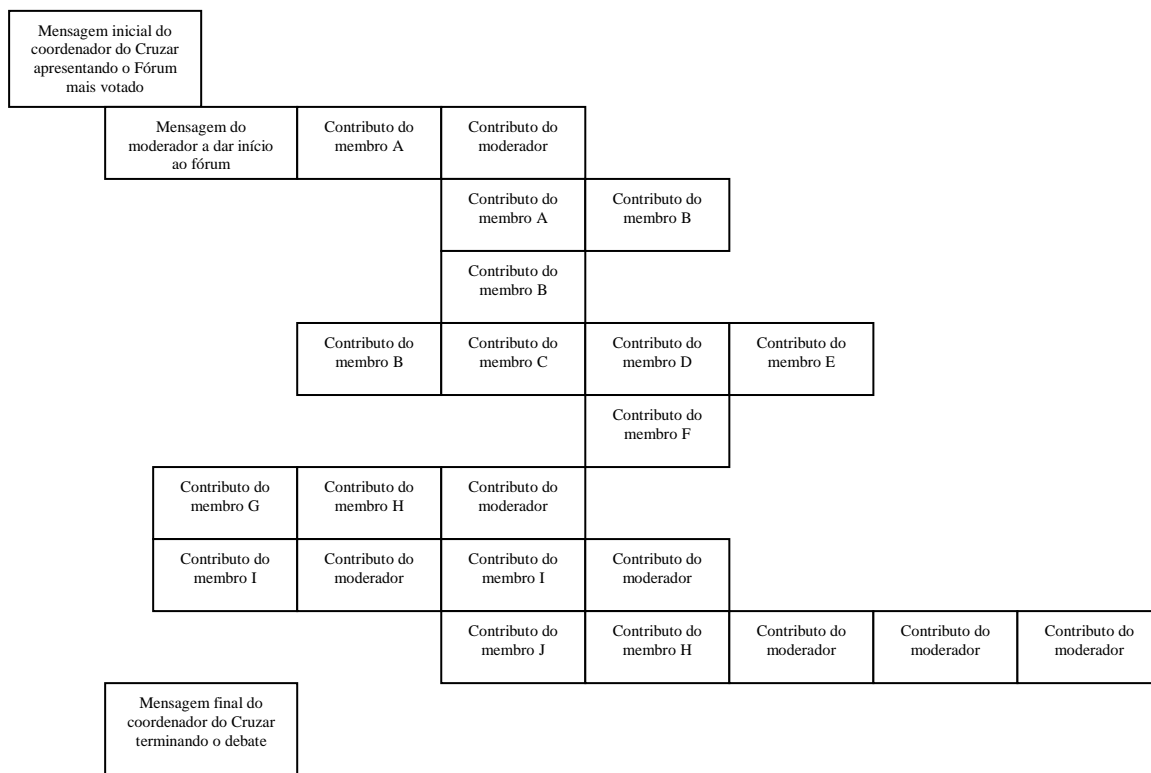 Mensagem inicial do
coordenador do Cruzar
apresentando o Fórum
mais votado
Mensagem do
moderador a dar início
ao fórum
Contributo do
membro A
Contributo do
moderador
Contributo do
membro A
Contributo do
membro B
Contributo do
membro B
Contributo do
membro B
Contributo do
membro C
Contributo do
membro D
Contributo do
membro E
Contributo do
membro F
Contributo do
membro G
Contributo do
membro H
Contributo do
moderador
Contributo do
membro I
Contributo do
moderador
Contributo do
membro I
Contributo do
moderador
Contributo do
membro J
Contributo do
membro H
Contributo do
moderador
Contributo do
moderador
Contributo do
moderador
Mensagem final do
coordenador do Cruzar
terminando o debate